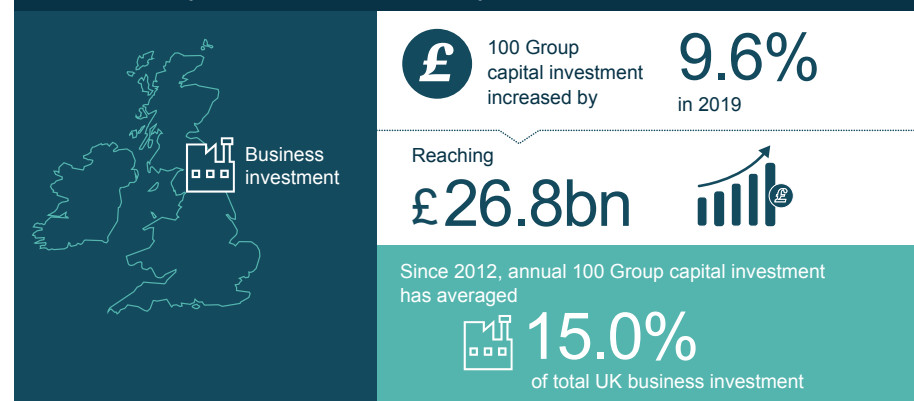 Business
investment
£
100 Group
capital investment
increased by
9.6%
in 2019
Reaching
£26.8bn
£
Since 2012, annual 100 Group capital investment
has averaged
15.0%
of total UK business investment